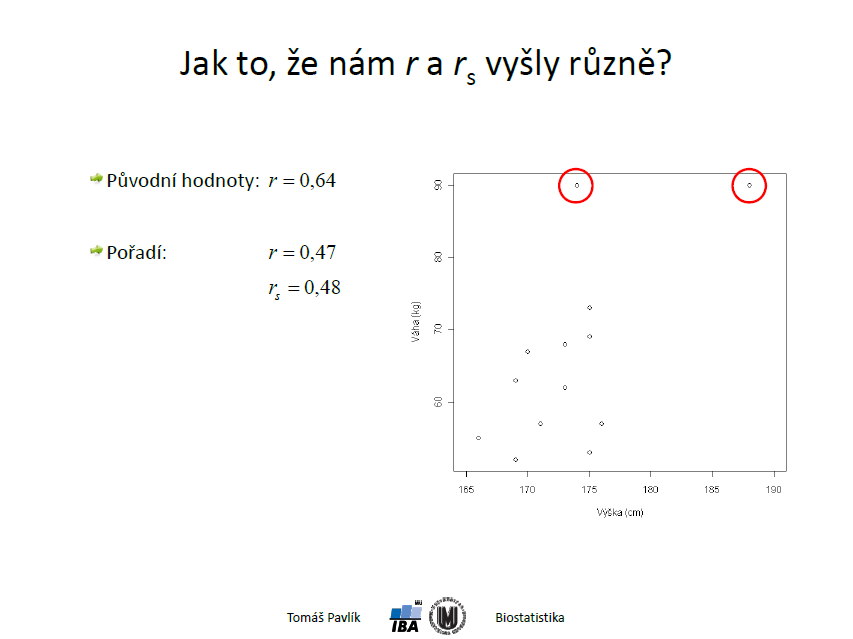 Jak to, že nám r a rs vyšly různě?
Původní hodnoty: r = 0,64
Pořadí: r = 0,47
rs = 0,48
90
80
70
60
Váha (kg)
165 170 175 180 185 190
Výška (cm)
Tomáš Pavlík IBA Biostatistika